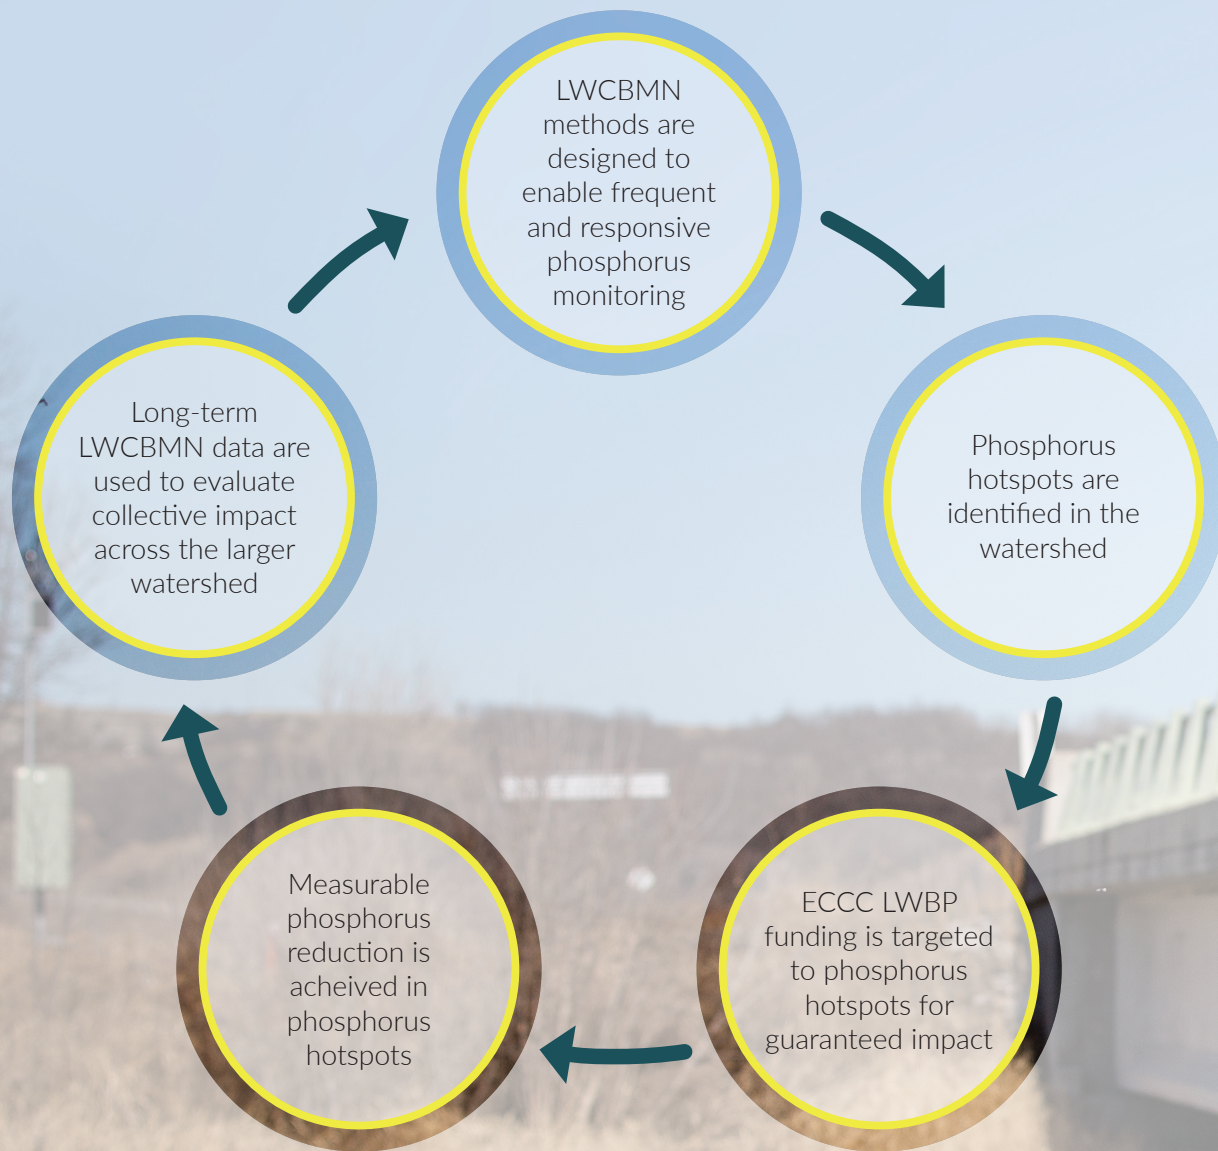 LWCBMN
methods are
designed to
enable frequent
and responsive
phosphorus
monitoring
Phosphorus
hotspots are
identified in the
watershed
ECCC LWBP
funding is targeted
to phosphorus
hotspots for
guaranteed impact
Measurable
phosphorus
reduction is
acheived in
phosphorus
hotspots
Long-term
LWCBMN data are
used to evaluate
collective impact
across the larger
watershed